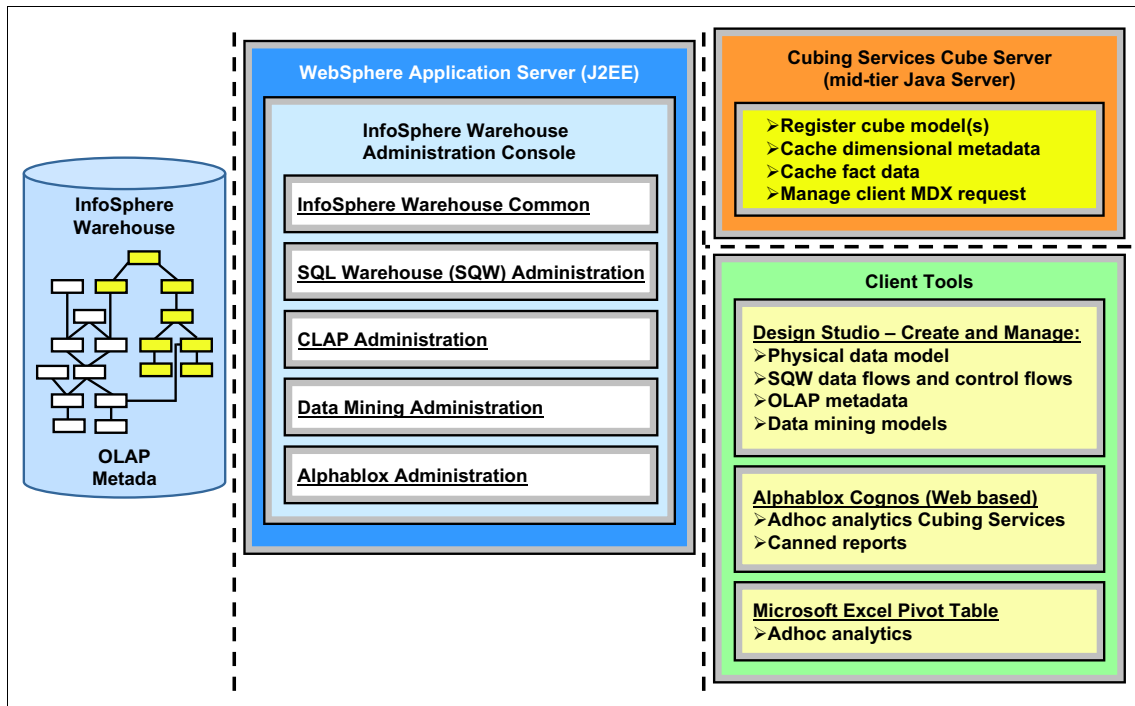 InfoSphere
Warehouse
OLAP
Metada
WebSphere Application Server (J2EE)
InfoSphere Warehouse
Administration Console
InfoSphere Warehouse Common
SQL Warehouse (SQW) Administration
CLAP Administration
Data Mining Administration
Alphablox Administration
Cubing Services Cube Server
(mid-tier Java Server)
➢Register cube model(s)
➢Cache dimensional metadata
➢Cache fact data
➢Manage client MDX request
Client Tools
Design Studio – Create and Manage:
➢Physical data model
➢SQW data flows and control flows
➢OLAP metadata
➢Data mining models
Alphablox Cognos (Web based)
➢Adhoc analytics Cubing Services
➢Canned reports
Microsoft Excel Pivot Table
➢Adhoc analytics